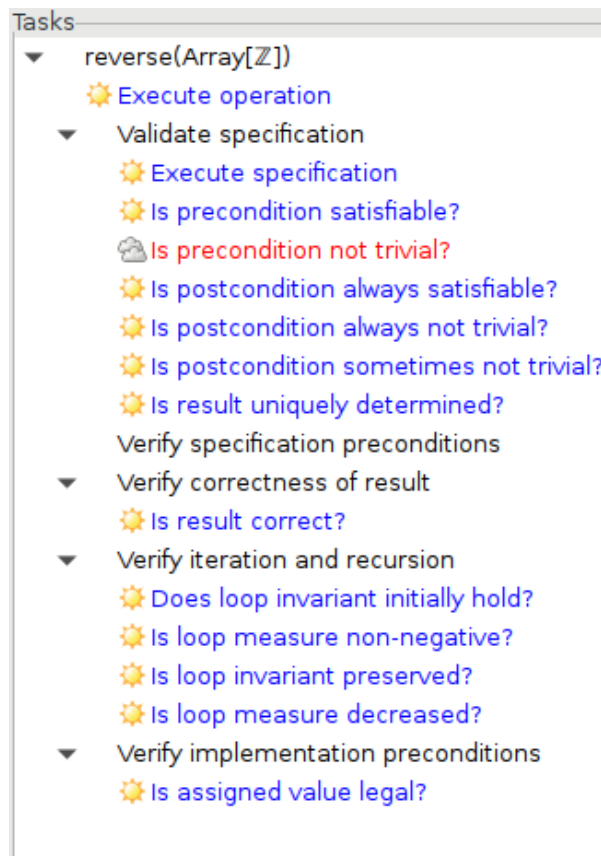 Tasks
reverse(Array[ℤ])
Execute operation
Validate specification
Execute specification
Is precondition satisfiable?
Is precondition not trivial?
Is postcondition always satisfiable?
Is postcondition always not trivial?
Is postcondition sometimes not trivial?
Is result uniquely determined?
Verify specification preconditions
Verify correctness of result
Is result correct?
Verify iteration and recursion
Does loop invariant initially hold?
Is loop measure non-negative?
Is loop invariant preserved?
Is loop measure decreased?
Verify implementation preconditions
Is assigned value legal?